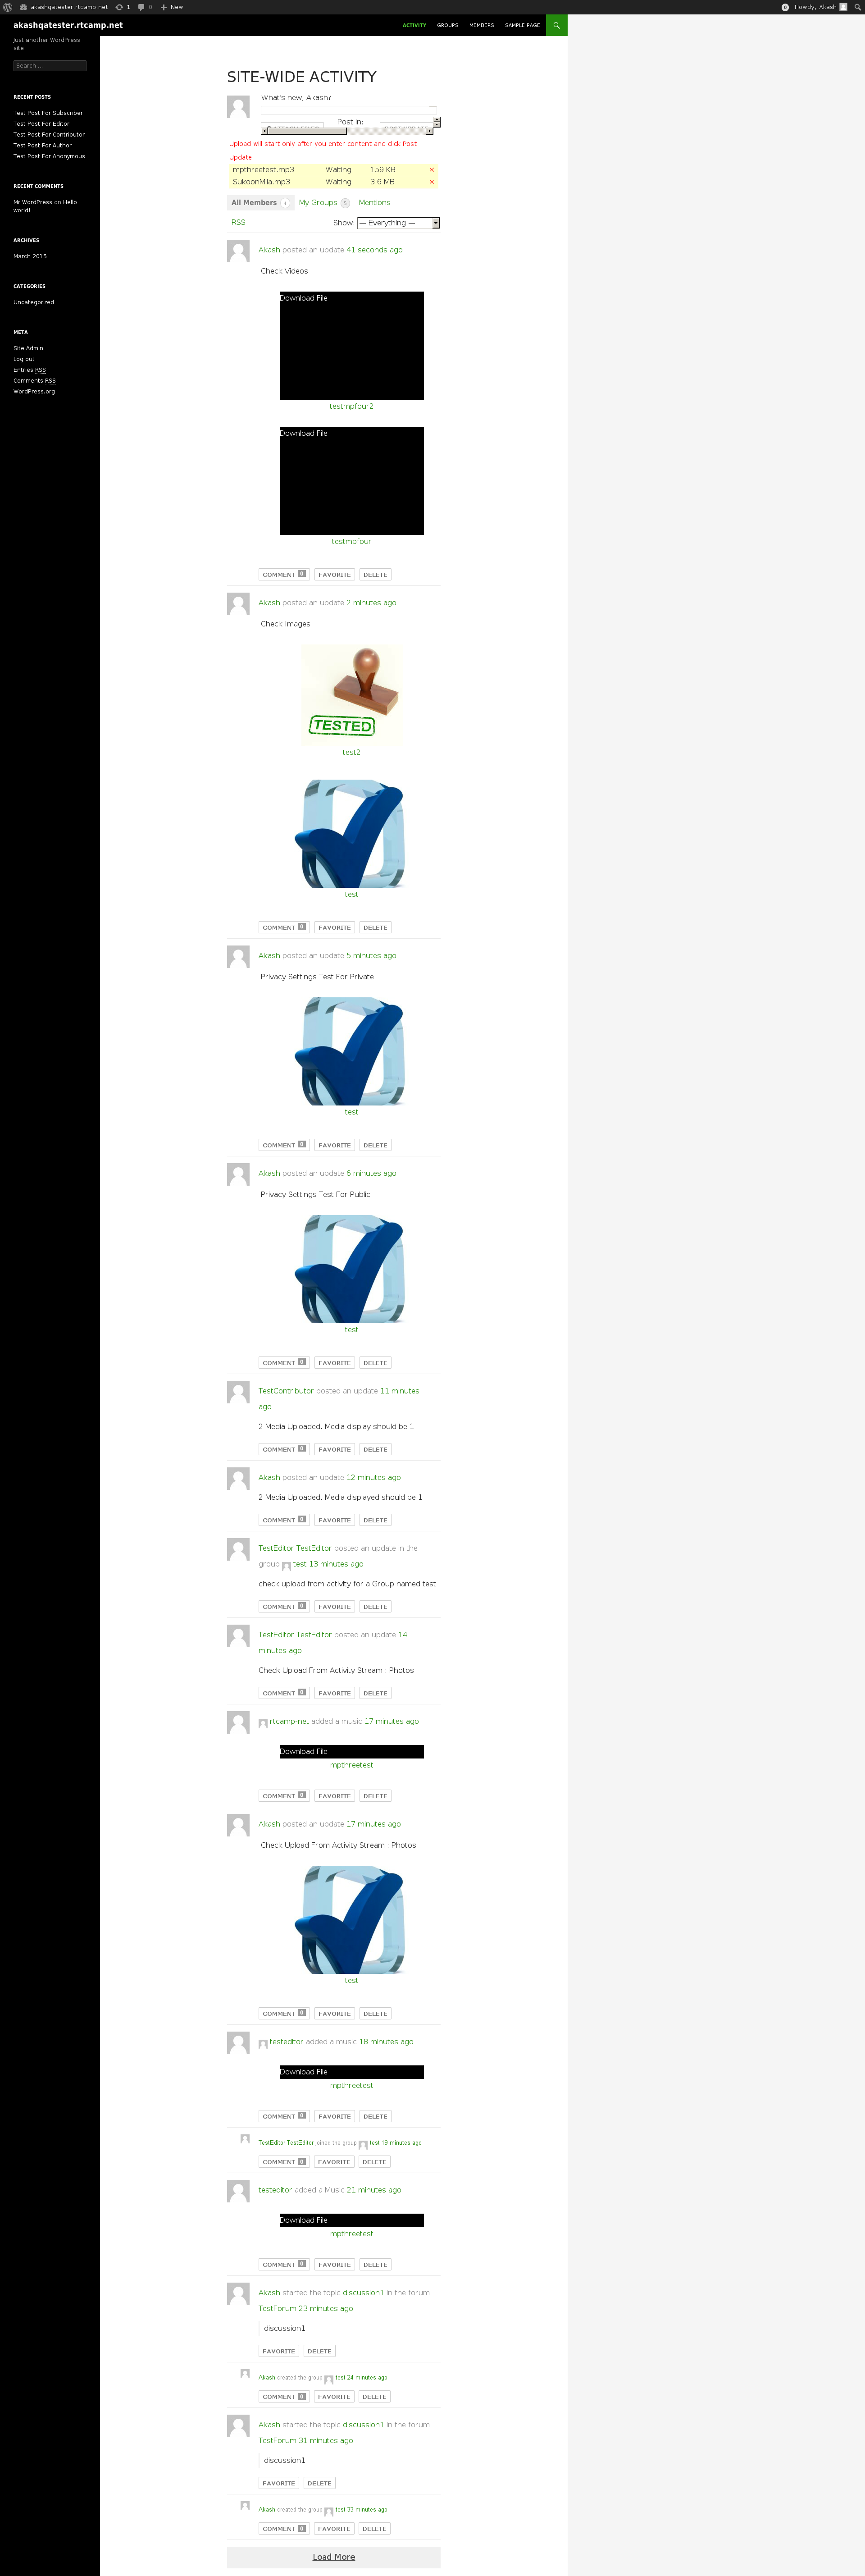 akashqatester.rtcamp.net 1 0 New 0 Howdy, Akash
akashqatester.rtcamp.net
ACTIVITY GROUPS MEMBERS SAMPLE PAGE
Just another WordPress
site
Search ...
RECENT POSTS
Test Post For Subscriber
Test Post For Editor
Test Post For Contributor
Test Post For Author
Test Post For Anonymous
RECENT COMMENTS
Mr WordPress on Hello
world!
ARCHIVES
March 2015
CATEGORIES
Uncategorized
META
Site Admin
Log out
Entries RSS
Comments RSS
WordPress.org
SITE-WIDE ACTIVITY
What's new, Akash?
Post in:
Upload will start only after you enter content and click Post
Update.
mpthreetest.mp3 Waiting 159 KB ×
SukoonMila.mp3 Waiting 3.6 MB ×
All Members 4 My Groups 5 Mentions
RSS Show: — Everything —
Akash posted an update 41 seconds ago
Check Videos
Download File
testmpfour2
Download File
testmpfour
COMMENT 0 FAVORITE DELETE
Akash posted an update 2 minutes ago
Check Images
TESTED
test2
test
COMMENT 0 FAVORITE DELETE
Akash posted an update 5 minutes ago
Privacy Settings Test For Private
test
COMMENT 0 FAVORITE DELETE
Akash posted an update 6 minutes ago
Privacy Settings Test For Public
test
COMMENT 0 FAVORITE DELETE
TestContributor posted an update 11 minutes
ago
2 Media Uploaded. Media display should be 1
COMMENT 0 FAVORITE DELETE
Akash posted an update 12 minutes ago
2 Media Uploaded. Media displayed should be 1
COMMENT 0 FAVORITE DELETE
TestEditor TestEditor posted an update in the
group test 13 minutes ago
check upload from activity for a Group named test
COMMENT 0 FAVORITE DELETE
TestEditor TestEditor posted an update 14
minutes ago
Check Upload From Activity Stream : Photos
COMMENT 0 FAVORITE DELETE
rtcamp-net added a music 17 minutes ago
Download File
mpthreetest
COMMENT 0 FAVORITE DELETE
Akash posted an update 17 minutes ago
Check Upload From Activity Stream : Photos
test
COMMENT 0 FAVORITE DELETE
testeditor added a music 18 minutes ago
Download File
mpthreetest
COMMENT 0 FAVORITE DELETE
TestEditor TestEditor joined the group test 19 minutes ago
COMMENT 0 FAVORITE DELETE
testeditor added a Music 21 minutes ago
Download File
mpthreetest
COMMENT 0 FAVORITE DELETE
Akash started the topic discussion1 in the forum
TestForum 23 minutes ago
discussion1
FAVORITE DELETE
Akash created the group test 24 minutes ago
COMMENT 0 FAVORITE DELETE
Akash started the topic discussion1 in the forum
TestForum 31 minutes ago
discussion1
FAVORITE DELETE
Akash created the group test 33 minutes ago
COMMENT 0 FAVORITE DELETE
Load More